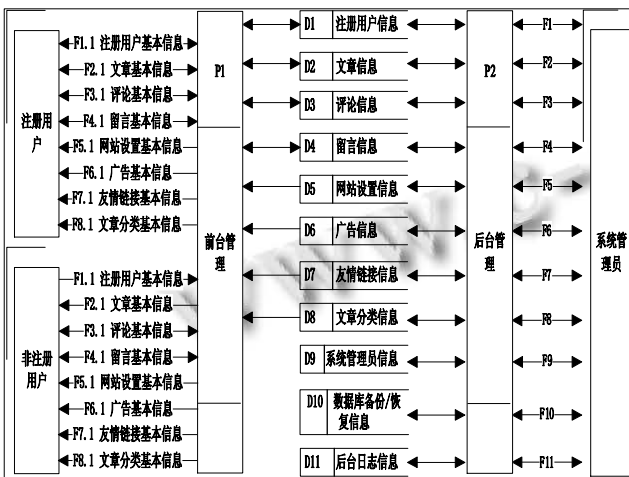 注册用户
F1.1 注册用户基本信息
F2.1 文章基本信息
F3.1 评论基本信息
F4.1 留言基本信息
F5.1 网站设置基本信息
F6.1 广告基本信息
F7.1 友情链接基本信息
F8.1 文章分类基本信息
非注册用户
F1.1 注册用户基本信息
F2.1 文章基本信息
F3.1 评论基本信息
F4.1 留言基本信息
F5.1 网站设置基本信息
F6.1 广告基本信息
F7.1 友情链接基本信息
F8.1 文章分类基本信息
P1
前台管理
D1 注册用户信息
D2 文章信息
D3 评论信息
D4 留言信息
D5 网站设置信息
D6 广告信息
D7 友情链接信息
D8 文章分类信息
D9 系统管理员信息
D10 数据库备份/恢复信息
D11 后台日志信息
P2
后台管理
F1
F2
F3
F4
F5
F6
F7
F8
F9
F10
F11
系统管理员